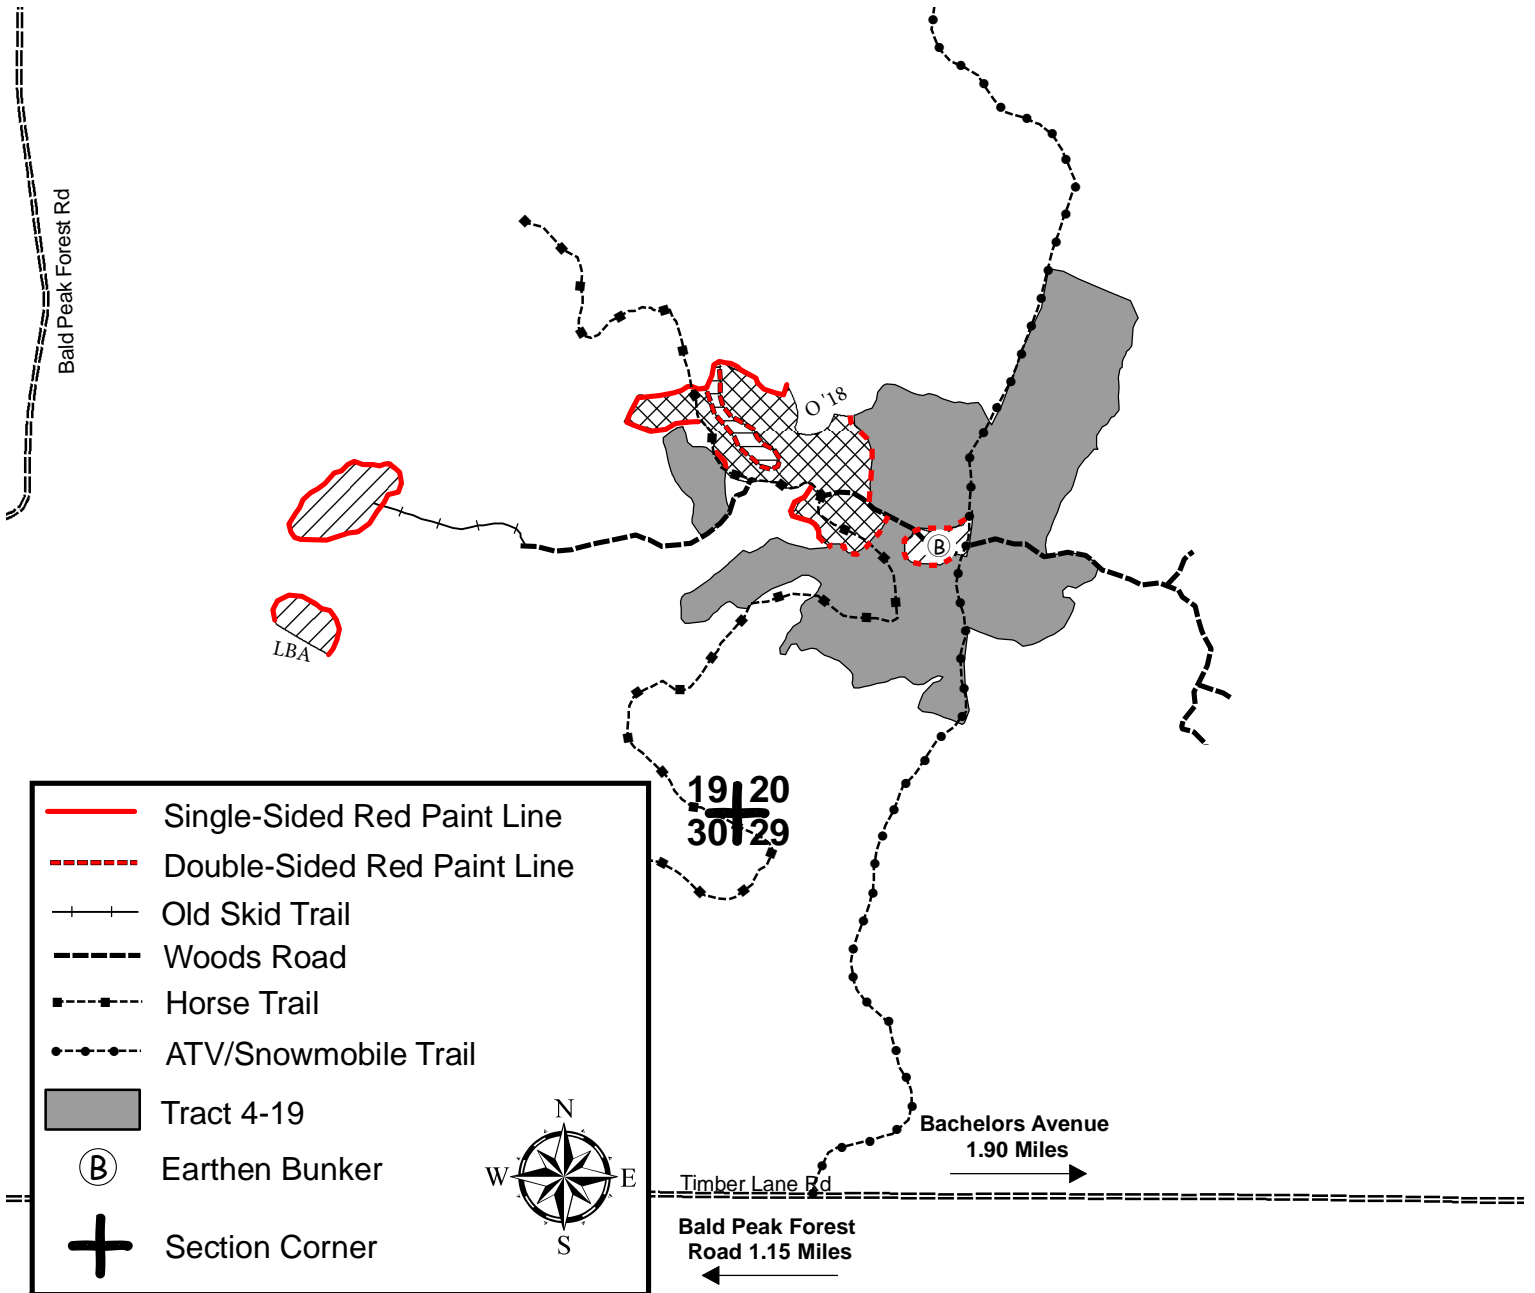 Bald Peak Forest Rd
O '18
B
LBA
19 20
30 29
Single-Sided Red Paint Line
Double-Sided Red Paint Line
Old Skid Trail
Woods Road
Horse Trail
ATV/Snowmobile Trail
Tract 4-19
B Earthen Bunker
Section Corner
N
W E
S
Bachelors Avenue
1.90 Miles
Timber Lane Rd
Bald Peak Forest
Road 1.15 Miles